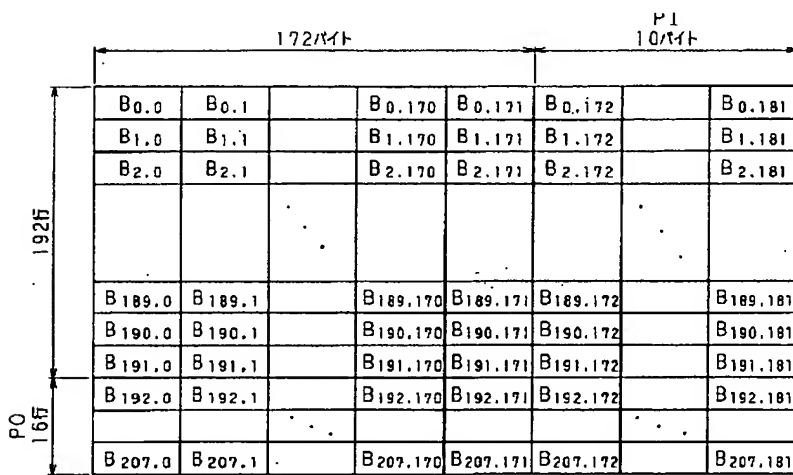 PI
172バイト 10バイト
B0.0 B0.1 B0.170 B0.171 B0.172 B0.181
B1.0 B1.1 B1.170 B1.171 B1.172 B1.181
B2.0 B2.1 B2.170 B2.171 B2.172 B2.181
192行
B189.0 B189.1 B189.170 B189.171 B189.172 B189.181
B190.0 B190.1 B190.170 B190.171 B190.172 B190.181
B191.0 B191.1 B191.170 B191.171 B191.172 B191.181
PO
16行
B192.0 B192.1 B192.170 B192.171 B192.172 B192.181
B207.0 B207.1 B207.170 B207.171 B207.172 B207.181